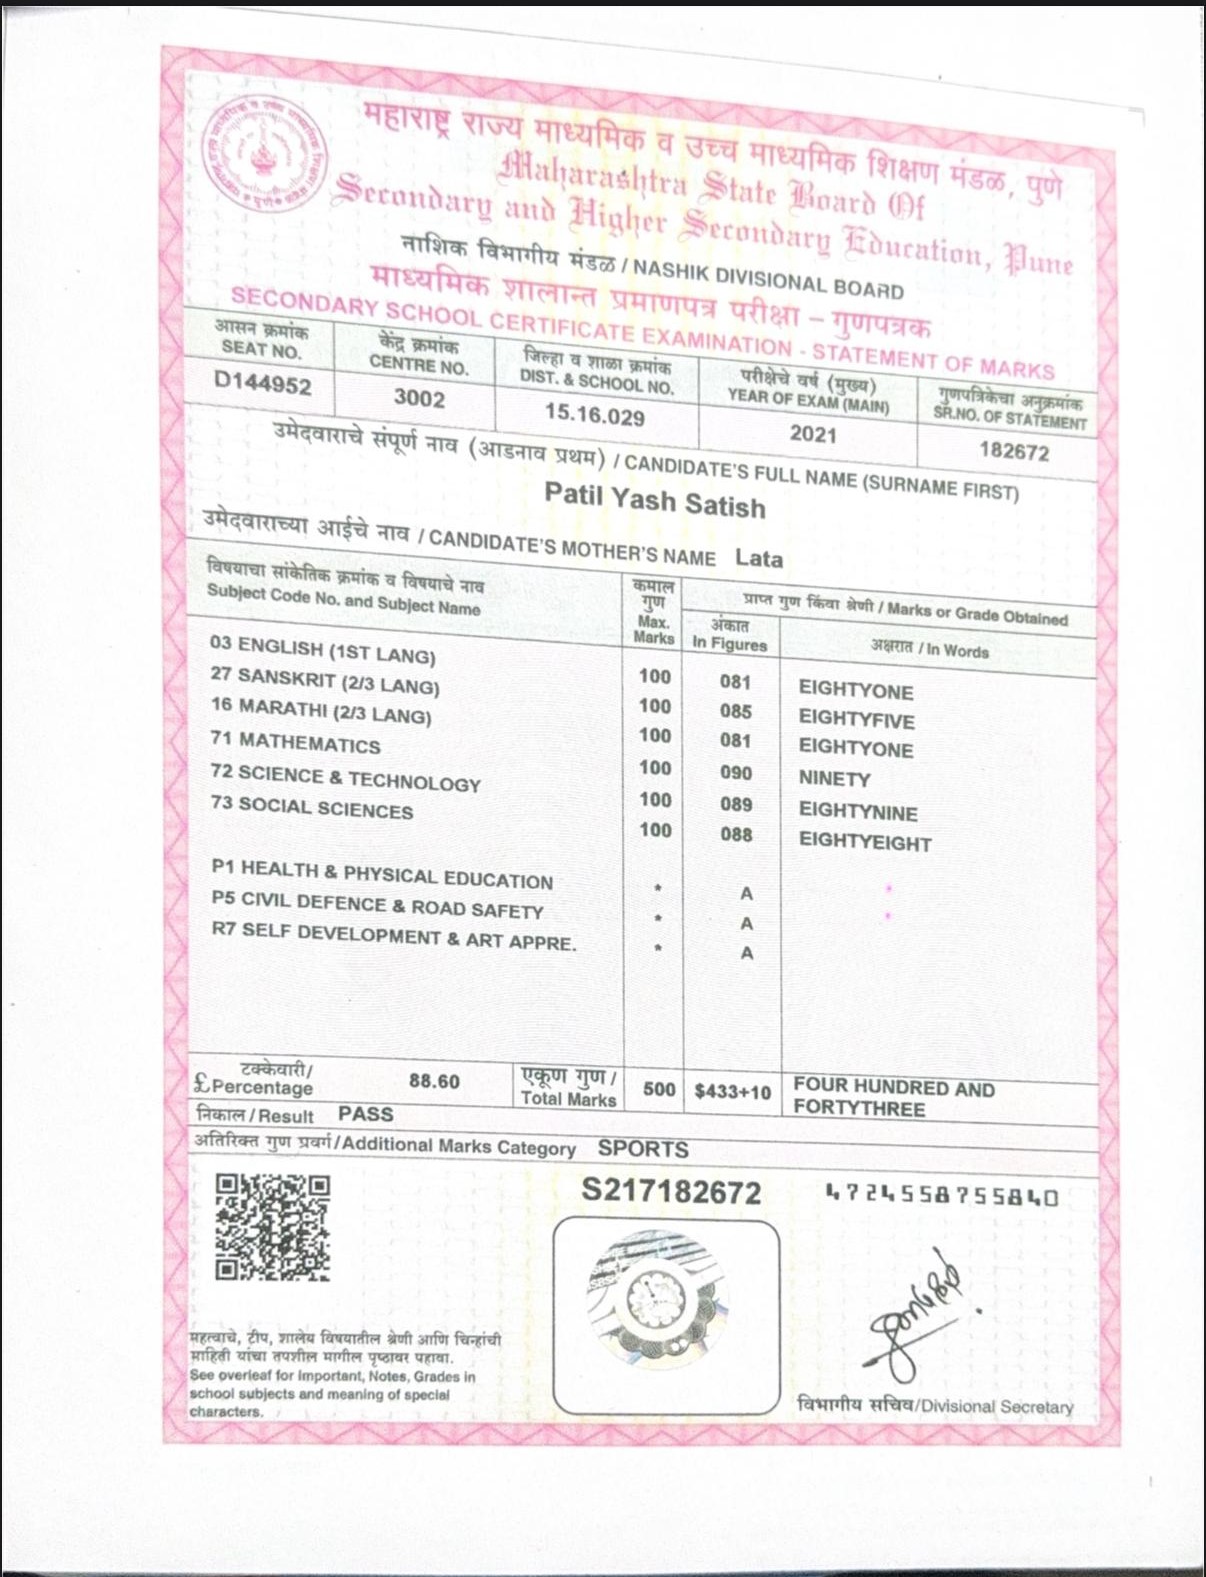 महाराष्ट्र राज्य माध्यमिक व उच्च माध्यमिक शिक्षण मंडळ, पुणे
Maharashtra State Board Of
Secondary and Higher Secondary Education, Pune
नाशिक विभागीय मंडळ / NASHIK DIVISIONAL BOARD
माध्यमिक शालान्त प्रमाणपत्र परीक्षा – गुणपत्रक
SECONDARY SCHOOL CERTIFICATE EXAMINATION - STATEMENT OF MARKS
आसन क्रमांक
SEAT NO.
D144952
केंद्र क्रमांक
CENTRE NO.
3002
जिल्हा व शाळा क्रमांक
DIST. & SCHOOL NO.
15.16.029
परीक्षेचे वर्ष (मुख्य)
YEAR OF EXAM (MAIN)
2021
गुणपत्रिकेचा अनुक्रमांक
SR.NO. OF STATEMENT
182672
उमेदवाराचे संपूर्ण नाव (आडनाव प्रथम) / CANDIDATE'S FULL NAME (SURNAME FIRST)
Patil Yash Satish
उमेदवाराच्या आईचे नाव / CANDIDATE'S MOTHER'S NAME Lata
विषयाचा सांकेतिक क्रमांक व विषयाचे नाव
Subject Code No. and Subject Name
कमाल
गुण
Max.
Marks
प्राप्त गुण किंवा श्रेणी / Marks or Grade Obtained
अंकात
In Figures
अक्षरात / In Words
03 ENGLISH (1ST LANG) 100 081 EIGHTYONE
27 SANSKRIT (2/3 LANG) 100 085 EIGHTYFIVE
16 MARATHI (2/3 LANG) 100 081 EIGHTYONE
71 MATHEMATICS 100 090 NINETY
72 SCIENCE & TECHNOLOGY 100 089 EIGHTYNINE
73 SOCIAL SCIENCES 100 088 EIGHTYEIGHT
P1 HEALTH & PHYSICAL EDUCATION * A
P5 CIVIL DEFENCE & ROAD SAFETY * A
R7 SELF DEVELOPMENT & ART APPRE. * A
टक्केवारी/
£ Percentage
88.60
एकूण गुण /
Total Marks
500
$433+10
FOUR HUNDRED AND
FORTYTHREE
निकाल / Result PASS
अतिरिक्त गुण प्रवर्ग/Additional Marks Category SPORTS
S217182672
4724558755840
महत्वाचे, टीप, शालेय विषयातील श्रेणी आणि चिन्हांची
माहिती यांचा तपशील मागील पृष्ठावर पहावा.
See overleaf for Important, Notes, Grades in
school subjects and meaning of special
characters.
विभागीय सचिव/Divisional Secretary